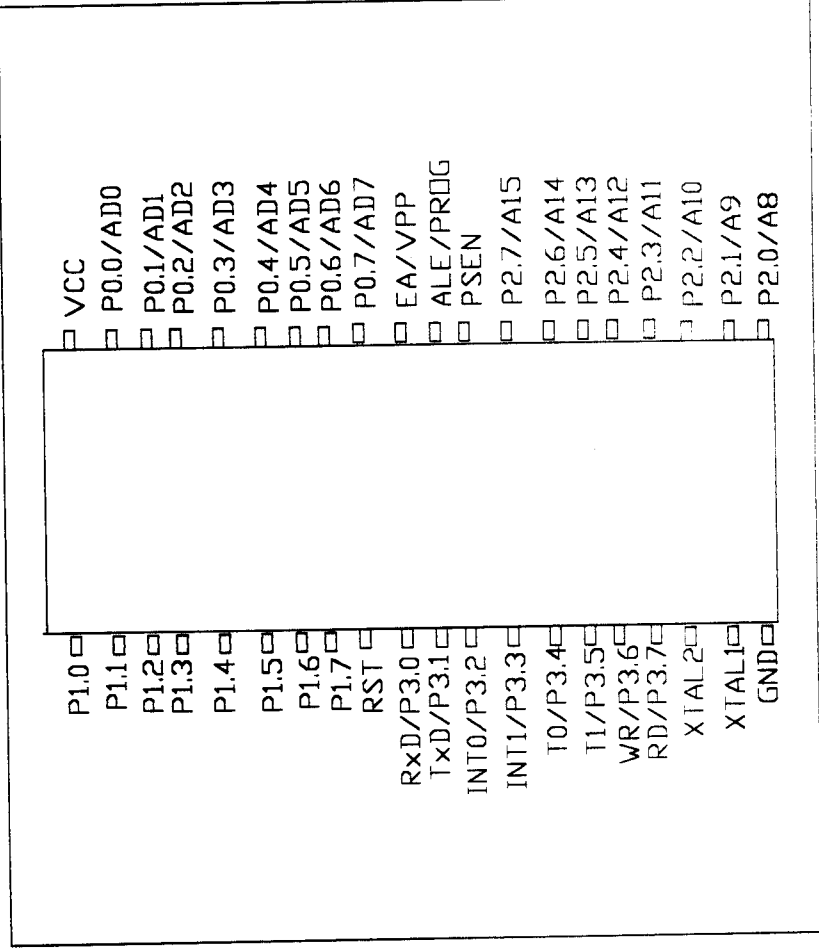 VCC
P0.0/AD0
P0.1/AD1
P0.2/AD2
P0.3/AD3
P0.4/AD4
P0.5/AD5
P0.6/AD6
P0.7/AD7
EA/VPP
ALE/PROG
PSEN
P2.7/A15
P2.6/A14
P2.5/A13
P2.4/A12
P2.3/A11
P2.2/A10
P2.1/A9
P2.0/A8
P1.0
P1.1
P1.2
P1.3
P1.4
P1.5
P1.6
P1.7
RST
RxD/P3.0
TxD/P3.1
INT0/P3.2
INT1/P3.3
T0/P3.4
T1/P3.5
WR/P3.6
RD/P3.7
XTAL2
XTAL1
GND